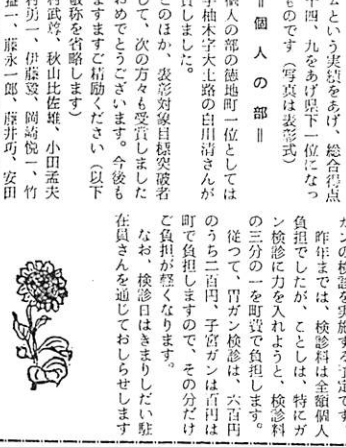 ガンの検診を実施する予定です。
昨年までは、検診料は全額個人
負担でしたが、ことしは、特にガ
ン検診に力を入れようと、検診料
の三分の一を町費で負担します。
従つて、胃ガン検診は、六百円
のうち二百円、子宮ガンは百円は
町で負担しますので、その分だけ
ご負担が軽くなります。
なお、検診日はきまりしだい駐
在員さんを通じておしらせします
ムという実績をあげ、総合得点
十四、九をあげ県下一位になつ
ものです（写真は表彰式）
＝個人の部＝
個人の部の徳地町一位としては
字柚木字大土路の白川清さんが
賞しました。
このほか、表彰対象目標突破者
して、次の方々も受賞しました
おめでとうございます。今後も
ますますご精励ください（以下
敬称を省略します）
村武啓、秋山比佐雄、小田孟夫
村勇一、伊藤毅、岡崎悦一、竹
益一、藤永一郎、藤井巧、安田